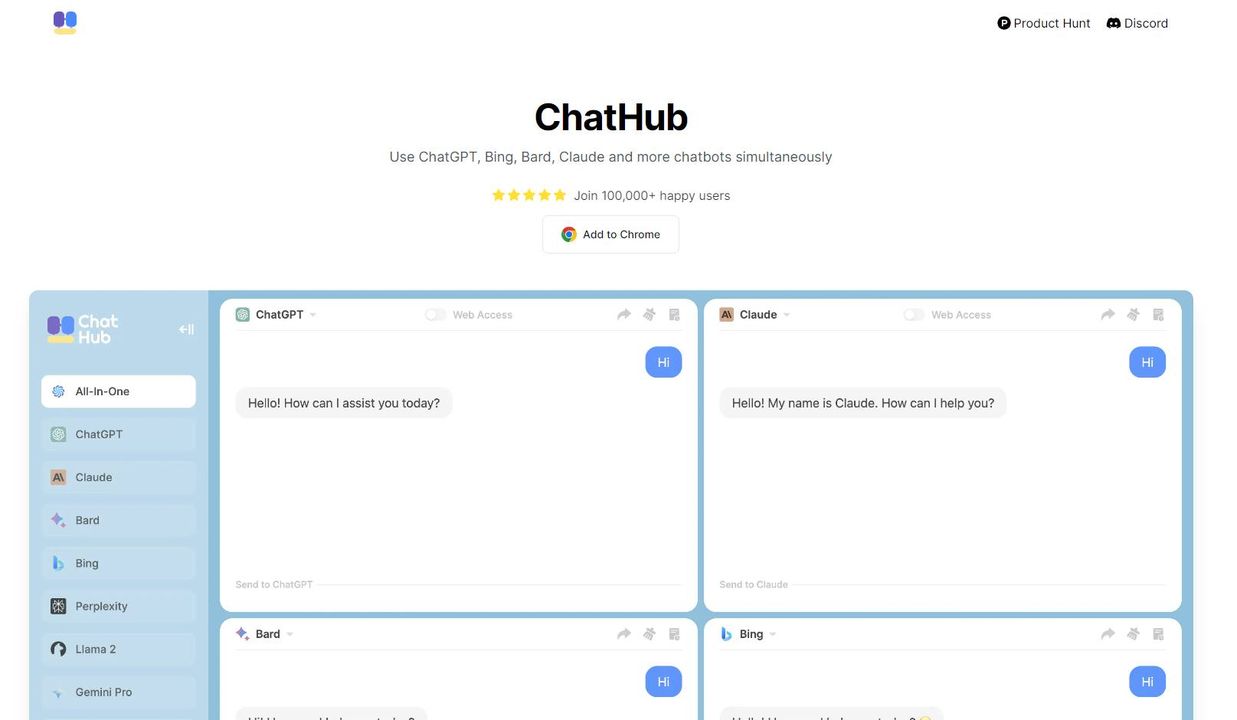 Product Hunt
Discord
ChatHub
Use ChatGPT, Bing, Bard, Claude and more chatbots simultaneously
Join 100,000+ happy users
Add to Chrome
Chat
Hub
All-In-One
ChatGPT
Claude
Bard
Bing
Perplexity
Llama 2
Gemini Pro
ChatGPT
Web Access
Hi
Hello! How can I assist you today?
Send to ChatGPT
Claude
Web Access
Hi
Hello! My name is Claude. How can I help you?
Send to Claude
Bard
Hi
Bing
Hi